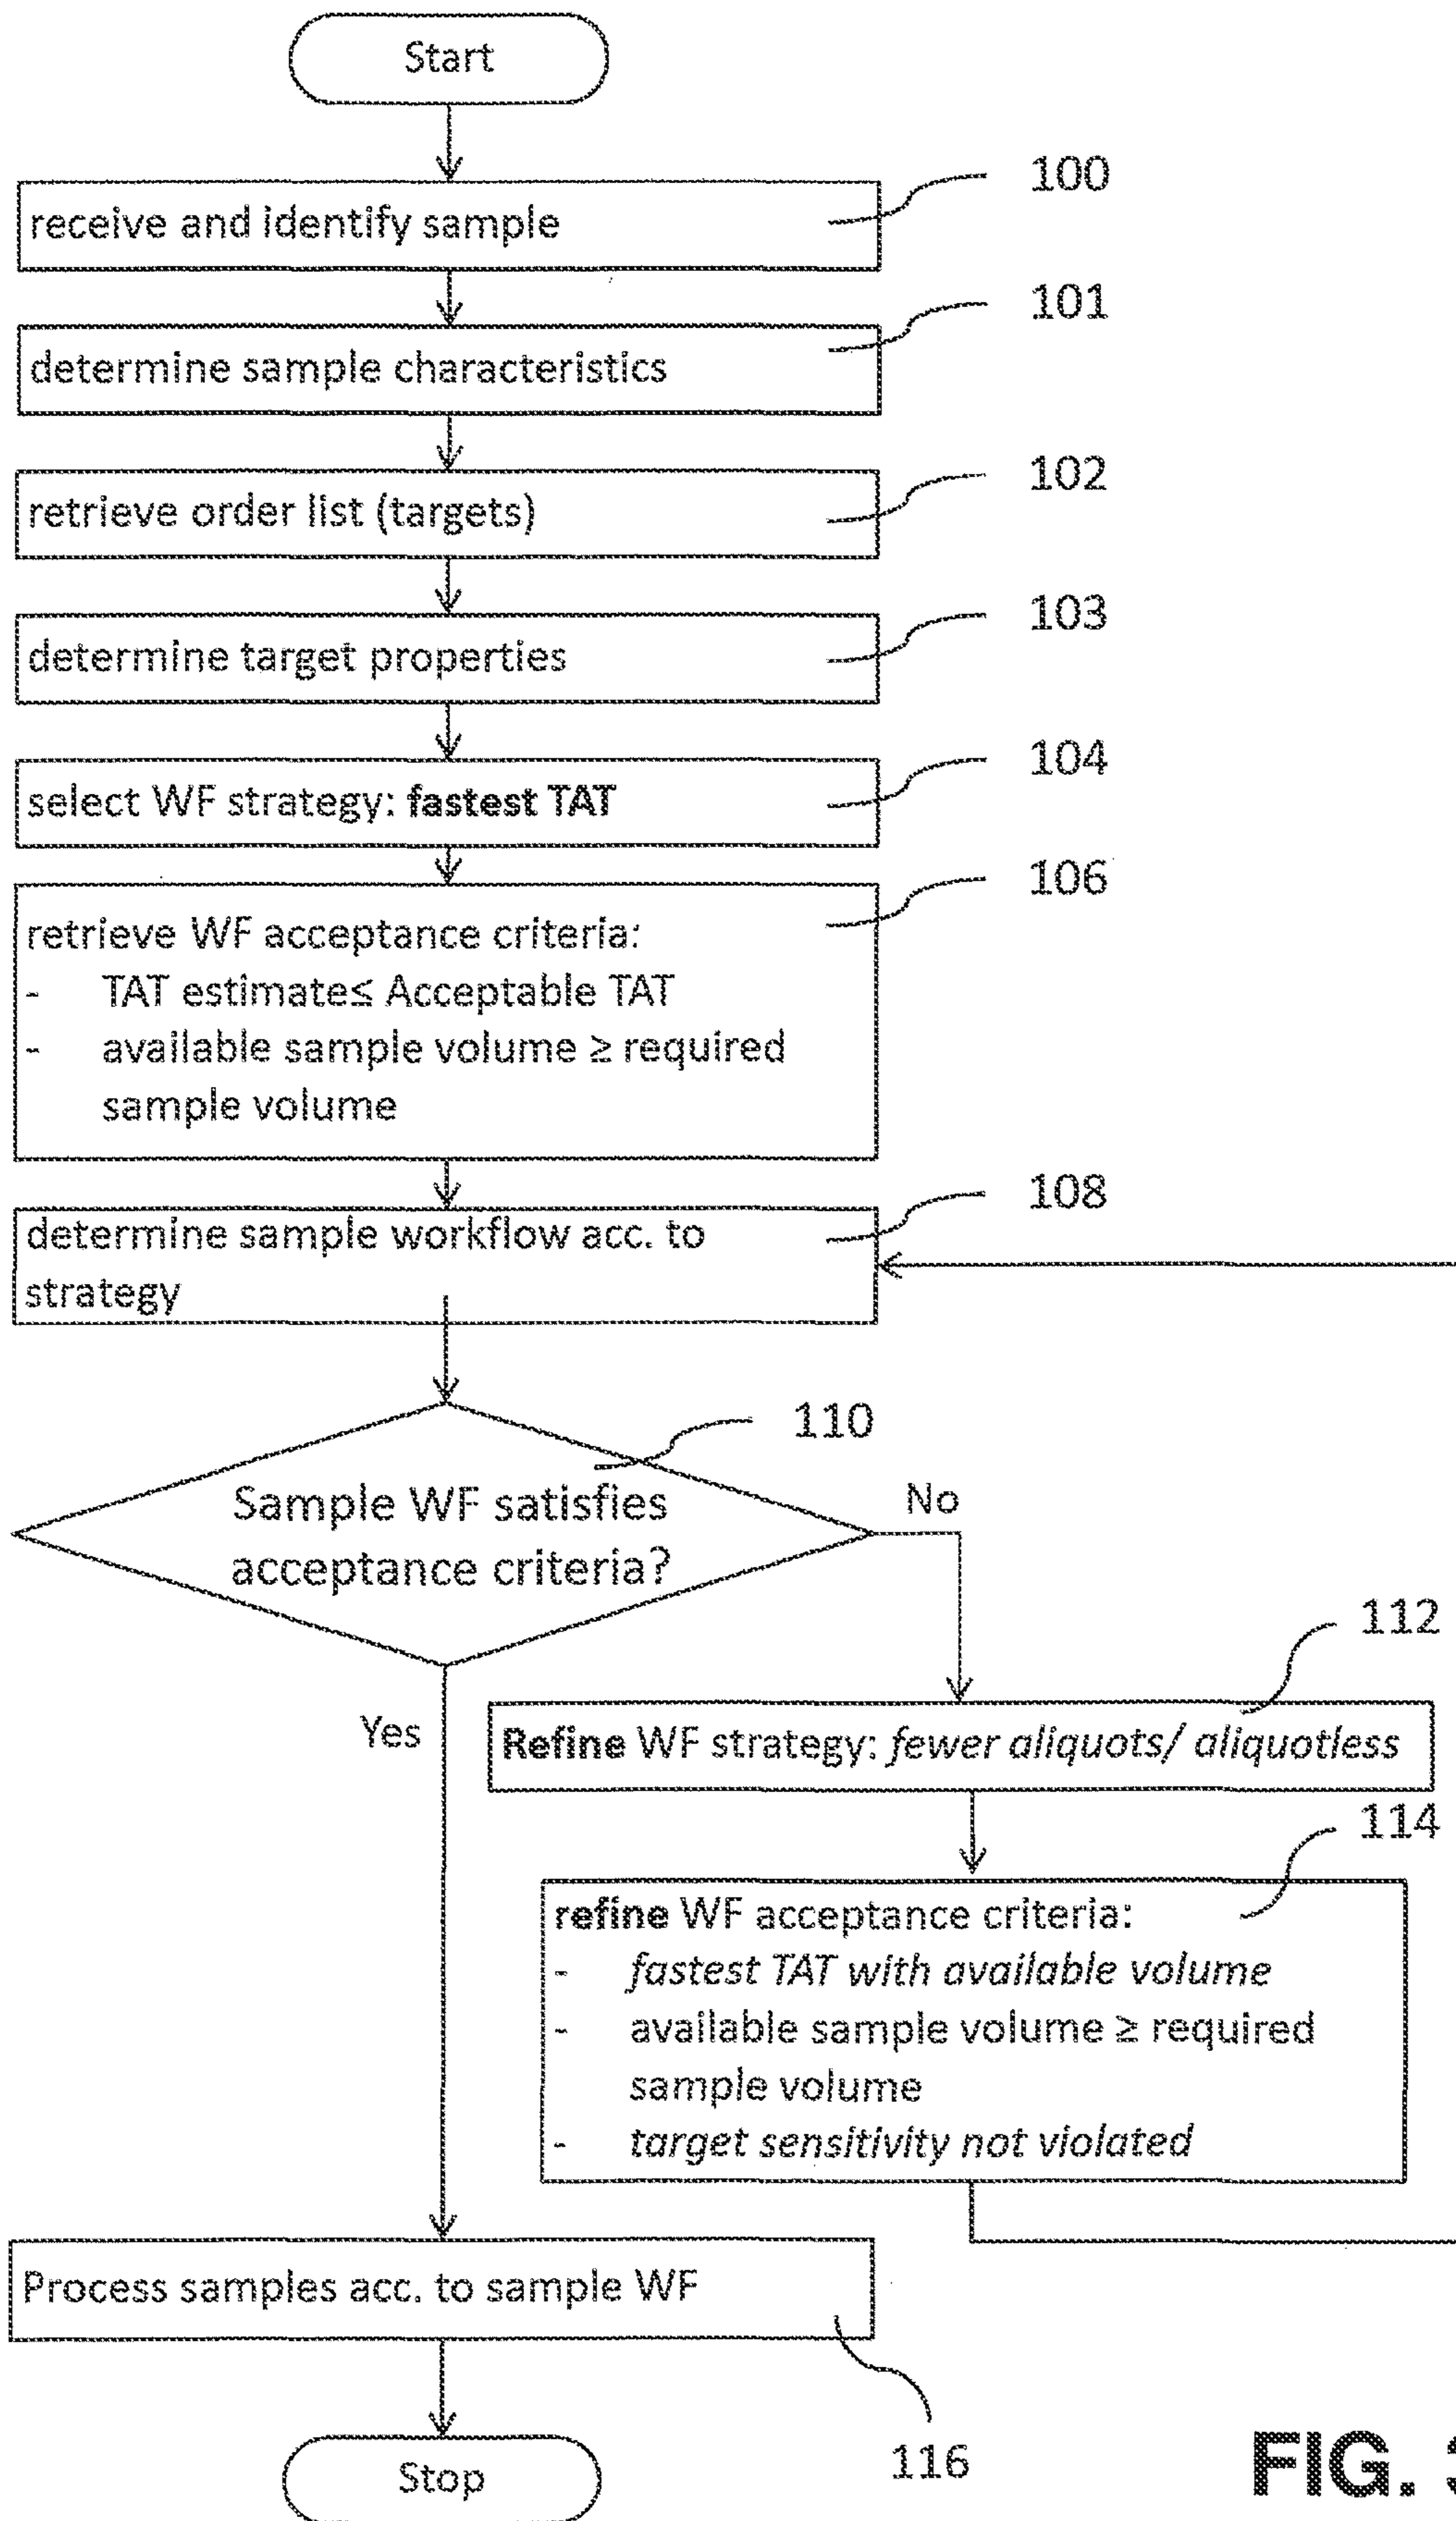 Start
100
receive and identify sample
101
determine sample characteristics
102
retrieve order list (targets)
103
determine target properties
104
select WF strategy: fastest TAT
106
retrieve WF acceptance criteria:
- TAT estimate≤ Acceptable TAT
- available sample volume ≥ required
sample volume
108
determine sample workflow acc. to
strategy
110
Sample WF satisfies
acceptance criteria?
No
112
Yes
Refine WF strategy: fewer aliquots/ aliquotless
114
refine WF acceptance criteria:
- fastest TAT with available volume
- available sample volume ≥ required
sample volume
- target sensitivity not violated
Process samples acc. to sample WF
116
Stop
FIG.